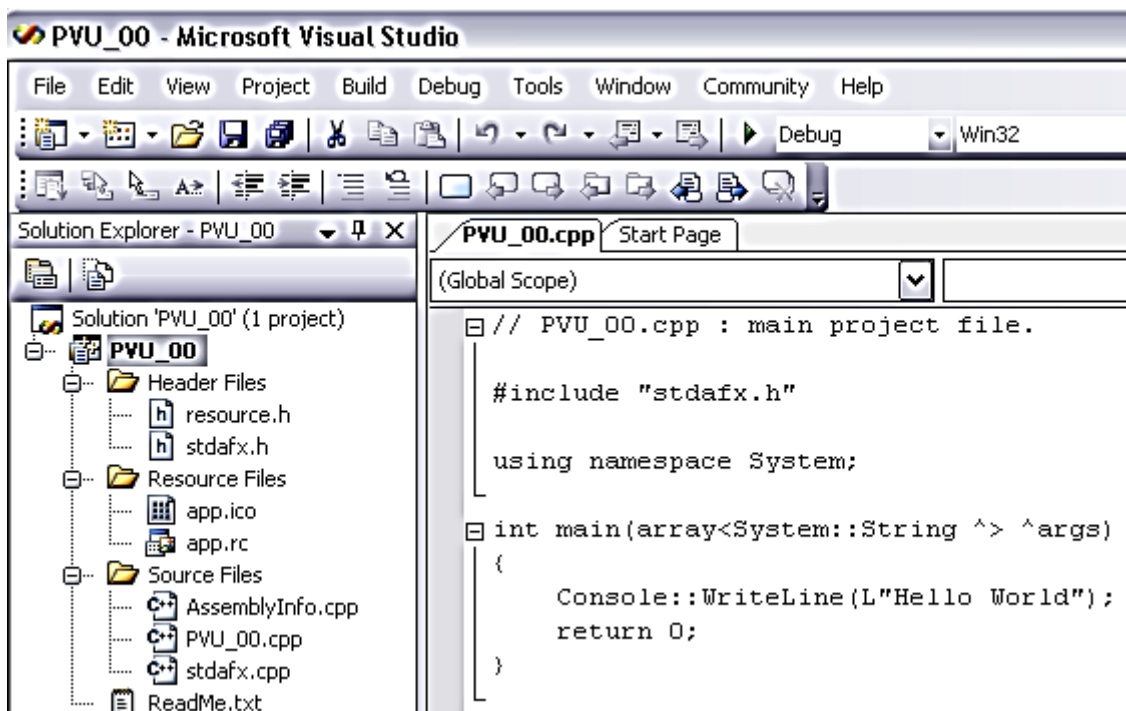 PVU_00 - Microsoft Visual Studio
File Edit View Project Build Debug Tools Window Community Help
Debug Win32
Solution Explorer - PVU_00
Solution 'PVU_00' (1 project)
PVU_00
Header Files
resource.h
stdafx.h
Resource Files
app.ico
app.rc
Source Files
AssemblyInfo.cpp
PVU_00.cpp
stdafx.cpp
ReadMe.txt
PVU_00.cpp Start Page
(Global Scope)
// PVU_00.cpp : main project file.
#include "stdafx.h"
using namespace System;
int main(array<System::String ^> ^args)
{
Console::WriteLine(L"Hello World");
return 0;
}